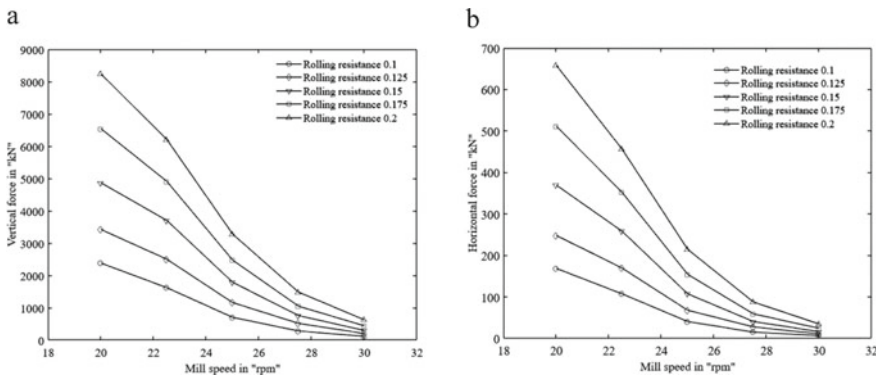 a
9000
8000
7000
6000
5000
4000
3000
2000
1000
0
18 20 22 24 26 28 30 32
Vertical force in "kN"
Mill speed in "rpm"
Rolling resistance 0.1
Rolling resistance 0.125
Rolling resistance 0.15
Rolling resistance 0.175
Rolling resistance 0.2
b
700
600
500
400
300
200
100
0
18 20 22 24 26 28 30 32
Horizontal force in "kN"
Mill speed in "rpm"
Rolling resistance 0.1
Rolling resistance 0.125
Rolling resistance 0.15
Rolling resistance 0.175
Rolling resistance 0.2